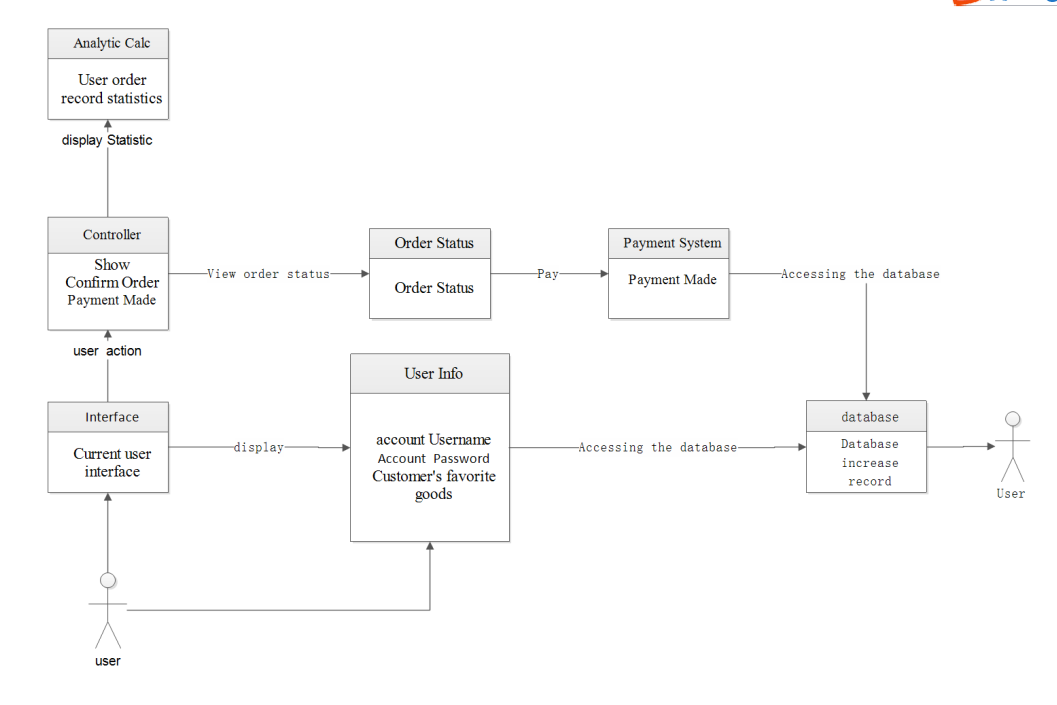 Analytic Calc
User order
record statistics
display Statistic
Controller
Show
Confirm Order
Payment Made
View order status
Order Status
Order Status
Pay
Payment System
Payment Made
Accessing the database
user action
Interface
Current user
interface
display
User Info
account Username
Account Password
Customer's favorite
goods
Accessing the database
database
Database
increase
record
User
user